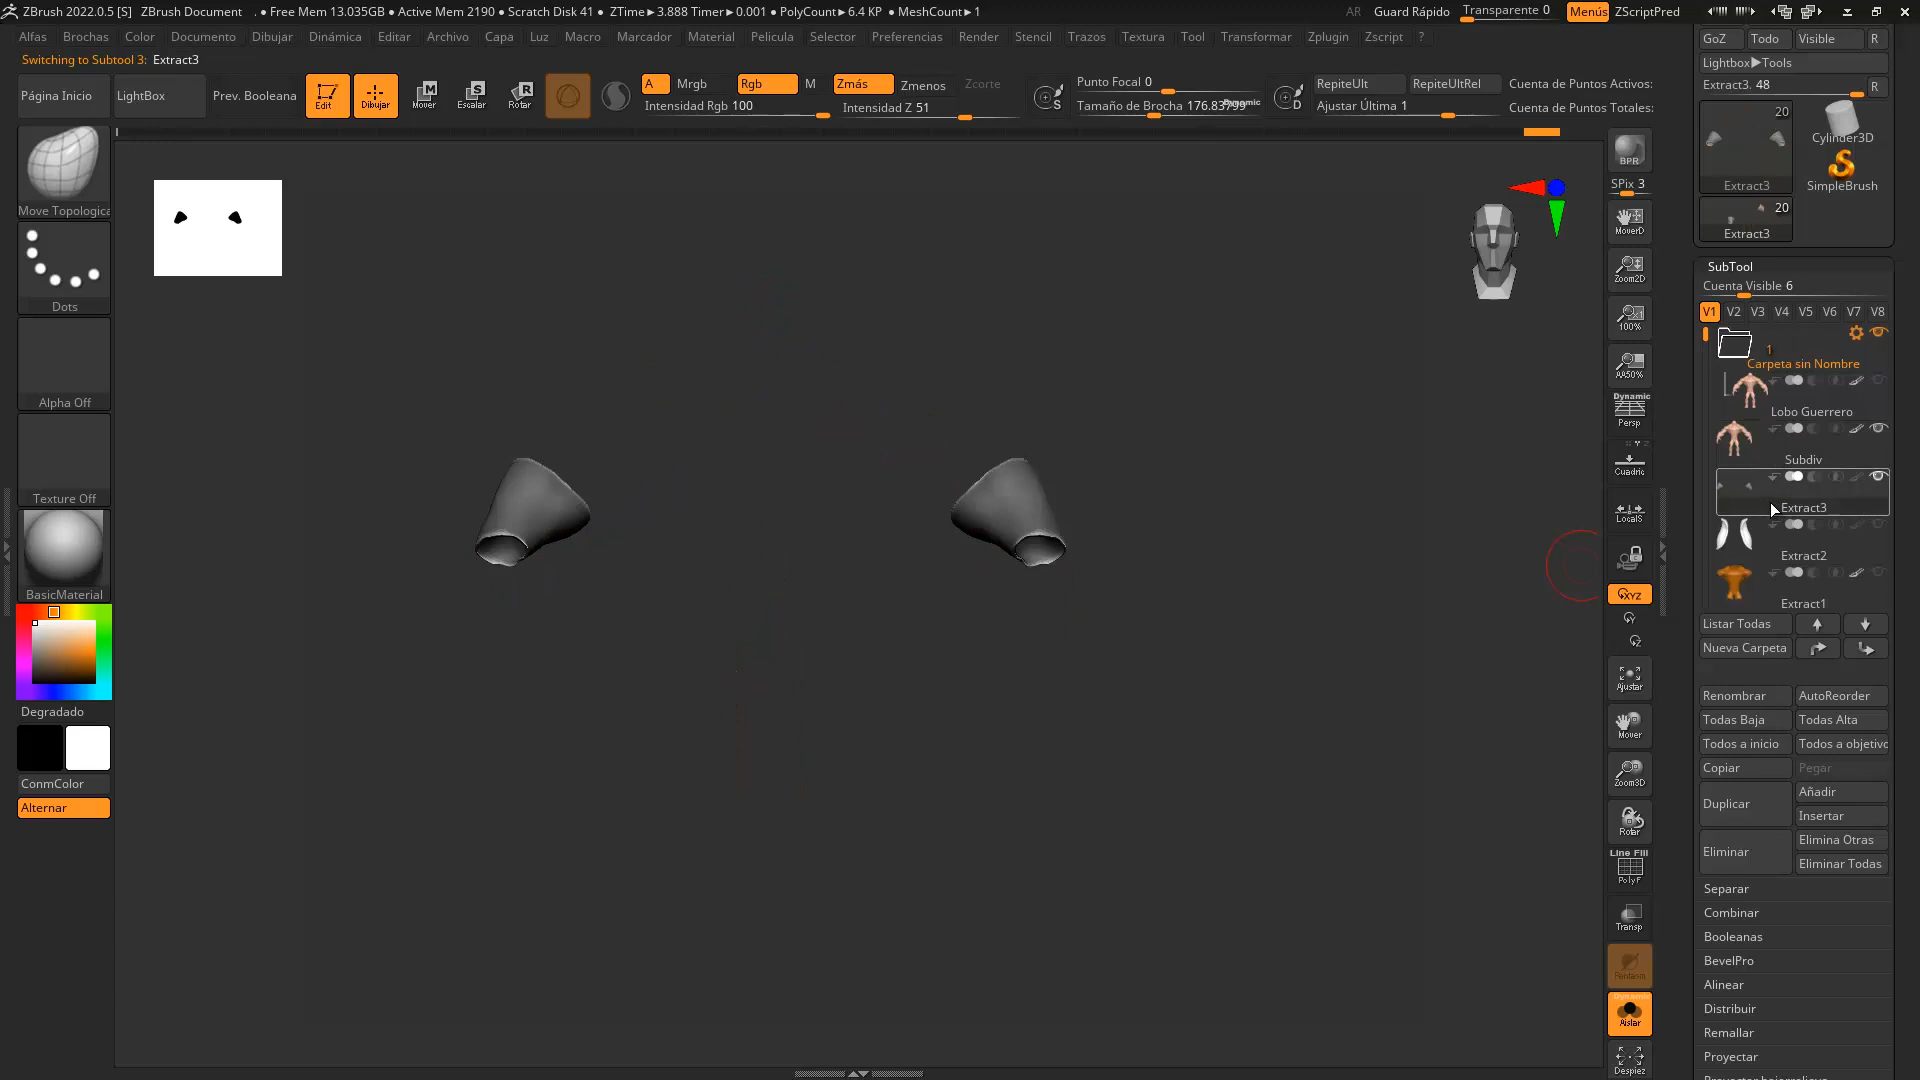 ZBrush 2022.0.5 [S] ZBrush Document . ● Free Mem 13.035GB ● Active Mem 2190 ● Scratch Disk 41 ● ZTime►3.888 Timer►0.001 ● PolyCount►6.4 KP ● MeshCount►1 AR Guard Rápido Transparente 0 Menús ZScriptPred
Alfas Brochas Color Documento Dibujar Dinámica Editar Archivo Capa Luz Macro Marcador Material Pelicula Selector Preferencias Render Stencil Trazos Textura Tool Transformar Zplugin Zscript ?
Switching to Subtool 3: Extract3
Página Inicio LightBox Prev. Booleana Edit Dibujar Mover Escalar Rotar
A Mrgb Rgb M Zmás Zmenos Zcorte
Intensidad Rgb 100 Intensidad Z 51
Punto Focal 0
Tamaño de Brocha 176.83799 Dynamic
RepiteUlt RepiteUltRel
Ajustar Última 1
Cuenta de Puntos Activos:
Cuenta de Puntos Totales:
Move Topologica
Dots
Alpha Off
Texture Off
BasicMaterial
Degradado
ConmColor
Alternar
BPR
SPix 3
MoverD
Zoom2D
100%
AA50%
Dynamic
Persp
Cuadric
LocalS
XYZ
Y
Z
Ajustar
Mover
Zoom3D
Rotar
Line Fill
PolyF
Transp
Fantasm
Dynamic
Aislar
Despiez
GoZ Todo Visible R
Lightbox►Tools
Extract3. 48 R
20
Extract3
Cylinder3D
SimpleBrush
20
Extract3
SubTool
Cuenta Visible 6
V1 V2 V3 V4 V5 V6 V7 V8
1
Carpeta sin Nombre
Lobo Guerrero
Subdiv
Extract3
Extract2
Extract1
Listar Todas
Nueva Carpeta
Renombrar AutoReorder
Todas Baja Todas Alta
Todos a inicio Todos a objetivo
Copiar Pegar
Duplicar Añadir
Insertar
Eliminar Elimina Otras
Eliminar Todas
Separar
Combinar
Booleanas
BevelPro
Alinear
Distribuir
Remallar
Proyectar